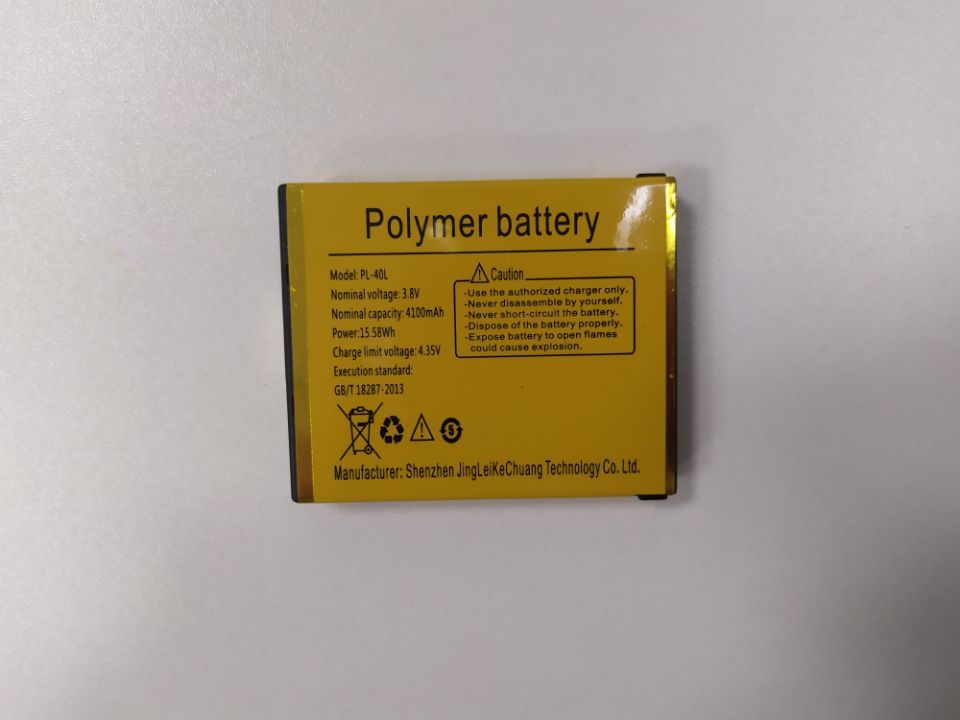 Polymer battery
Model: PL-40L
Nominal voltage: 3.8V
Nominal capacity: 4100mAh
Power:15.58Wh
Charge limit voltage: 4.35V
Execution standard:
GB/T 18287-2013
Caution
-Use the authorized charger only.
-Never disassemble by yourself.
-Never short-circuit the battery.
-Dispose of the battery properly.
-Expose battery to open flames
could cause explosion.
5
Manufacturer: Shenzhen JingLeiKeChuang Technology Co. Ltd.